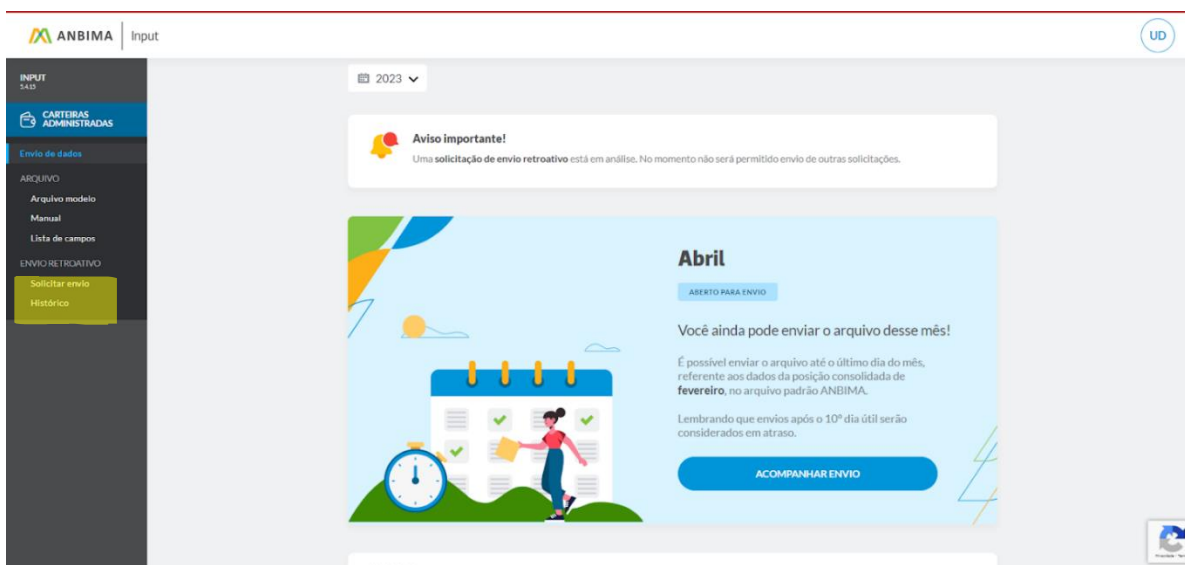 ANBIMA Input
UD
INPUT
CARTEIRAS
ADMINISTRADAS
Envio de dados
ARQUIVO
Arquivo modelo
Manual
Lista de campos
ENVIO RETROATIVO
Solicitar envio
Histórico
2023
Aviso importante!
Uma solicitação de envio retroativo está em análise. No momento não será permitido envio de outras solicitações.
Abril
ABERTO PARA ENVIO
Você ainda pode enviar o arquivo desse mês!
É possível enviar o arquivo até o último dia do mês,
referente aos dados da posição consolidada de
fevereiro, no arquivo padrão ANBIMA.
Lembrando que envios após o 10º dia útil serão
considerados em atraso.
ACOMPANHAR ENVIO